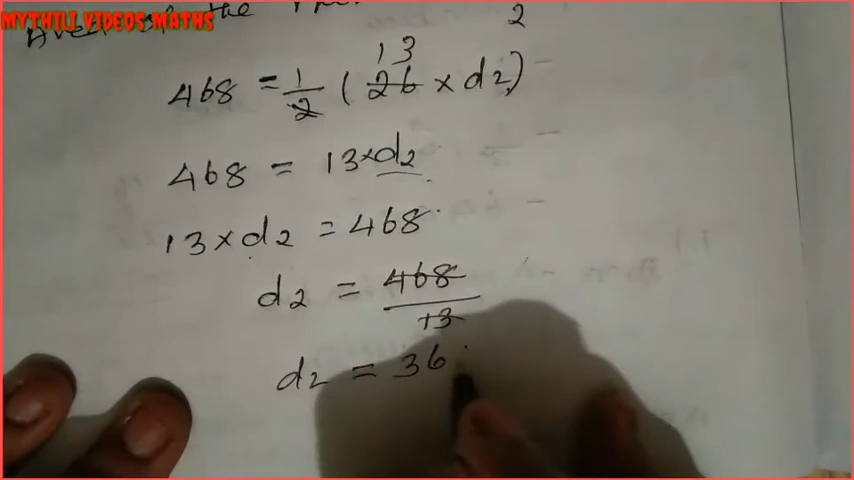 MYTHILI VIDEOS MATHS
the
2
13
468 = 1/2 ( 26 × d2)
468 = 13×d2
13 × d2 = 468
d2 = 468/13
d2 = 36